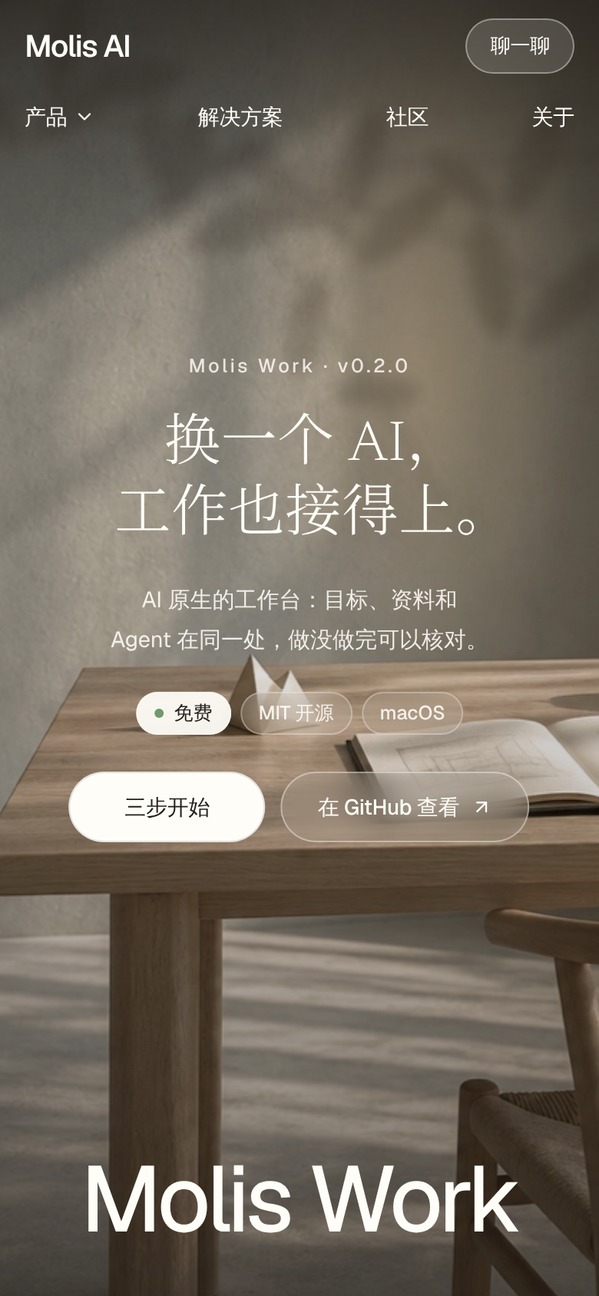 Molis AI
聊一聊
产品
解决方案
社区
关于
Molis Work · v0.2.0
换一个 AI，
工作也接得上。
AI 原生的工作台：目标、资料和
Agent 在同一处，做没做完可以核对。
免费
MIT 开源
macOS
三步开始
在 GitHub 查看
Molis Work